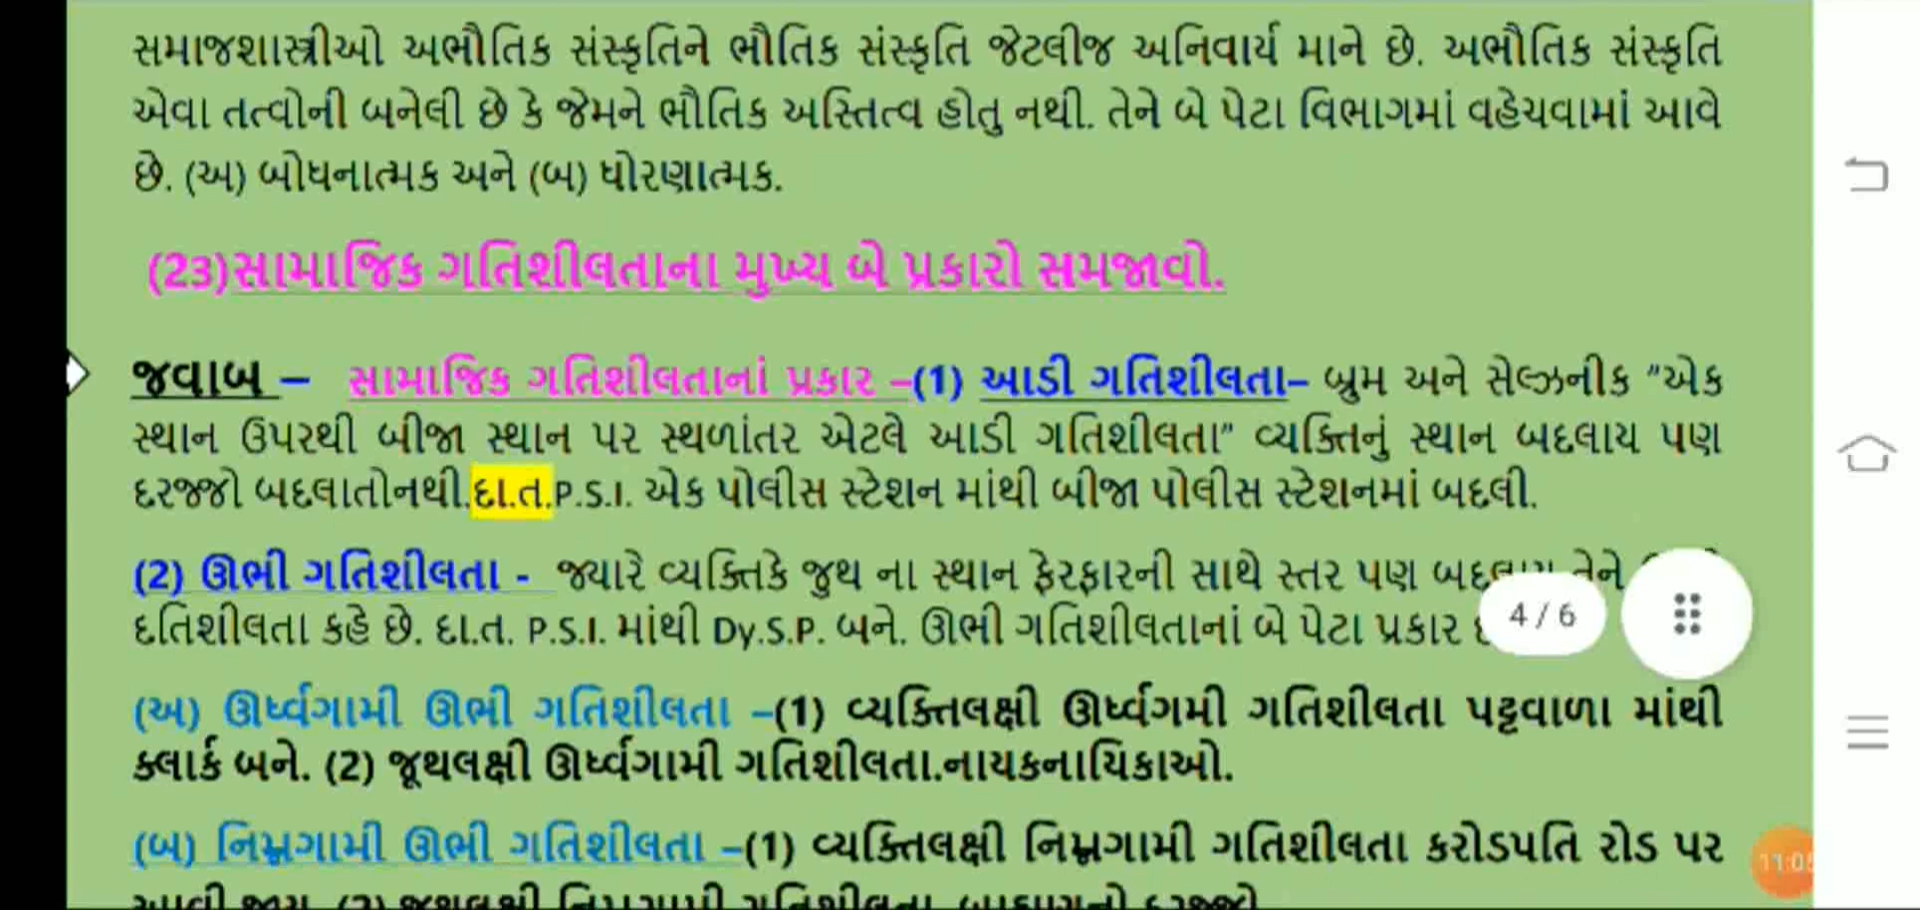 સમાજશાસ્ત્રીઓ અભૌતિક સંસ્કૃતિને ભૌતિક સંસ્કૃતિ જેટલીજ અનિવાર્ય માને છે. અભૌતિક સંસ્કૃતિ
એવા તત્વોની બનેલી છે કે જેમને ભૌતિક અસ્તિત્વ હોતુ નથી. તેને બે પેટા વિભાગમાં વહેચવામાં આવે
છે. (અ) બોધનાત્મક અને (બ) ધોરણાત્મક.
(23)સામાજિક ગતિશીલતાના મુખ્ય બે પ્રકારો સમજાવો.
જવાબ – સામાજિક ગતિશીલતાનાં પ્રકાર –(1) આડી ગતિશીલતા– બ્રુમ અને સેલ્ઝનીક "એક
સ્થાન ઉપરથી બીજા સ્થાન પર સ્થળાંતર એટલે આડી ગતિશીલતા" વ્યક્તિનું સ્થાન બદલાય પણ
દરજ્જો બદલાતોનથી.દા.ત.P.S.I. એક પોલીસ સ્ટેશન માંથી બીજા પોલીસ સ્ટેશનમાં બદલી.
(2) ઊભી ગતિશીલતા - જ્યારે વ્યક્તિકે જુથ ના સ્થાન ફેરફારની સાથે સ્તર પણ બદલાય તેને
દતિશીલતા કહે છે. દા.ત. P.S.I. માંથી Dy.S.P. બને. ઊભી ગતિશીલતાનાં બે પેટા પ્રકાર
4 / 6
(અ) ઊર્ધ્વગામી ઊભી ગતિશીલતા –(1) વ્યક્તિલક્ષી ઊર્ધ્વગમી ગતિશીલતા પટ્ટવાળા માંથી
ક્લાર્ક બને. (2) જૂથલક્ષી ઊર્ધ્વગામી ગતિશીલતા.નાયકનાયિકાઓ.
(બ) નિમ્નગામી ઊભી ગતિશીલતા –(1) વ્યક્તિલક્ષી નિમ્નગામી ગતિશીલતા કરોડપતિ રોડ પર
11:05